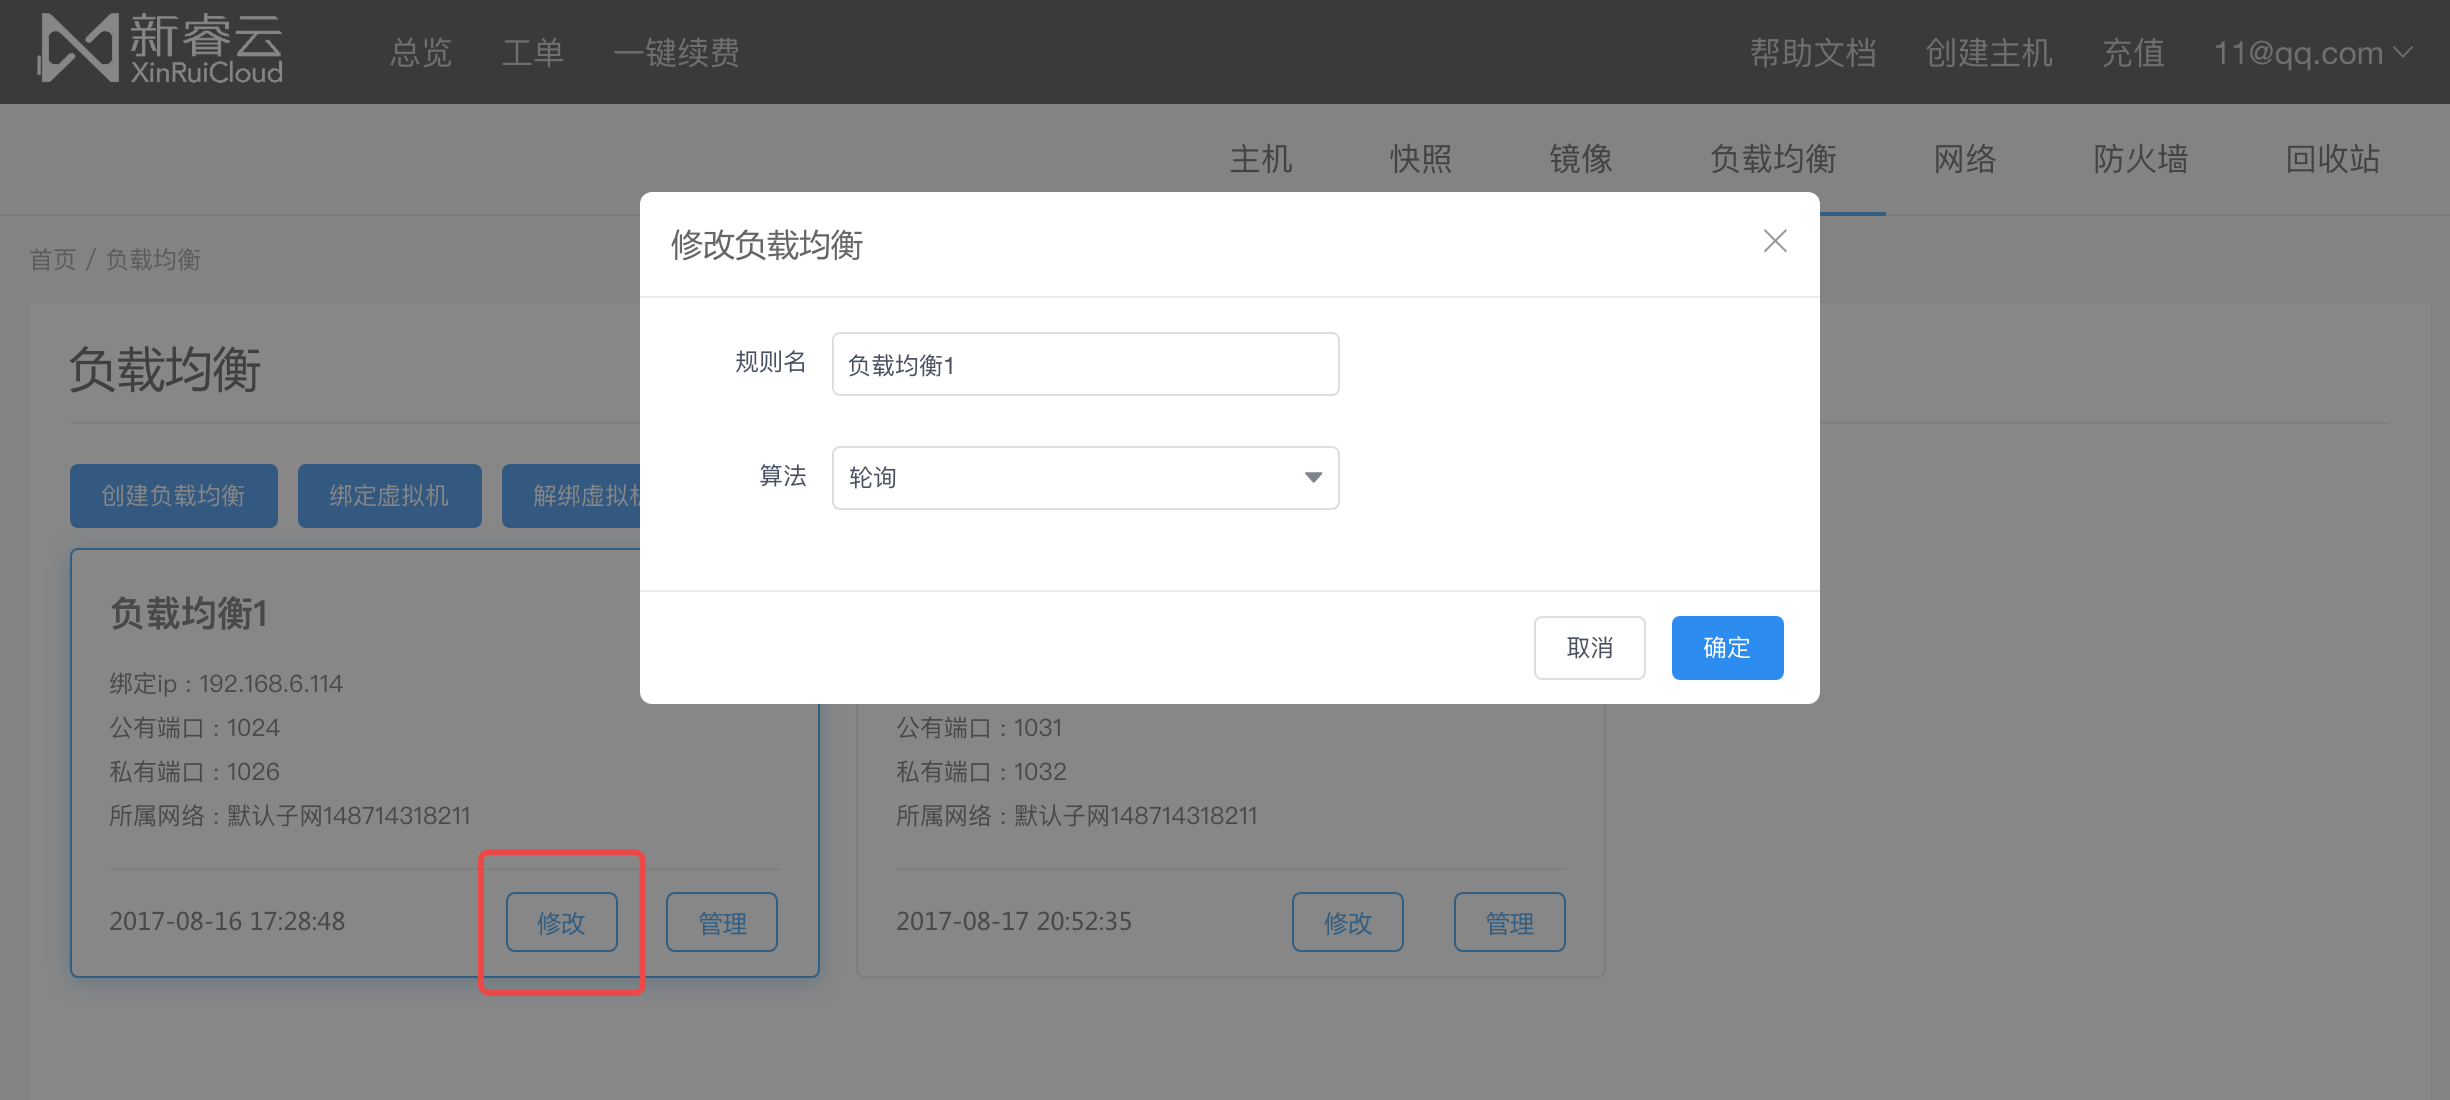 新睿云
XinRuiCloud
总览 工单 一键续费 帮助文档 创建主机 充值 11@qq.com
主机 快照 镜像 负载均衡 网络 防火墙 回收站
首页 / 负载均衡
修改负载均衡
规则名 负载均衡1
算法 轮询
取消 确定
负载均衡
创建负载均衡 绑定虚拟机 解绑虚拟机
负载均衡1
绑定ip：192.168.6.114
公有端口：1024
私有端口：1026
所属网络：默认子网148714318211
2017-08-16 17:28:48 修改 管理
公有端口：1031
私有端口：1032
所属网络：默认子网148714318211
2017-08-17 20:52:35 修改 管理